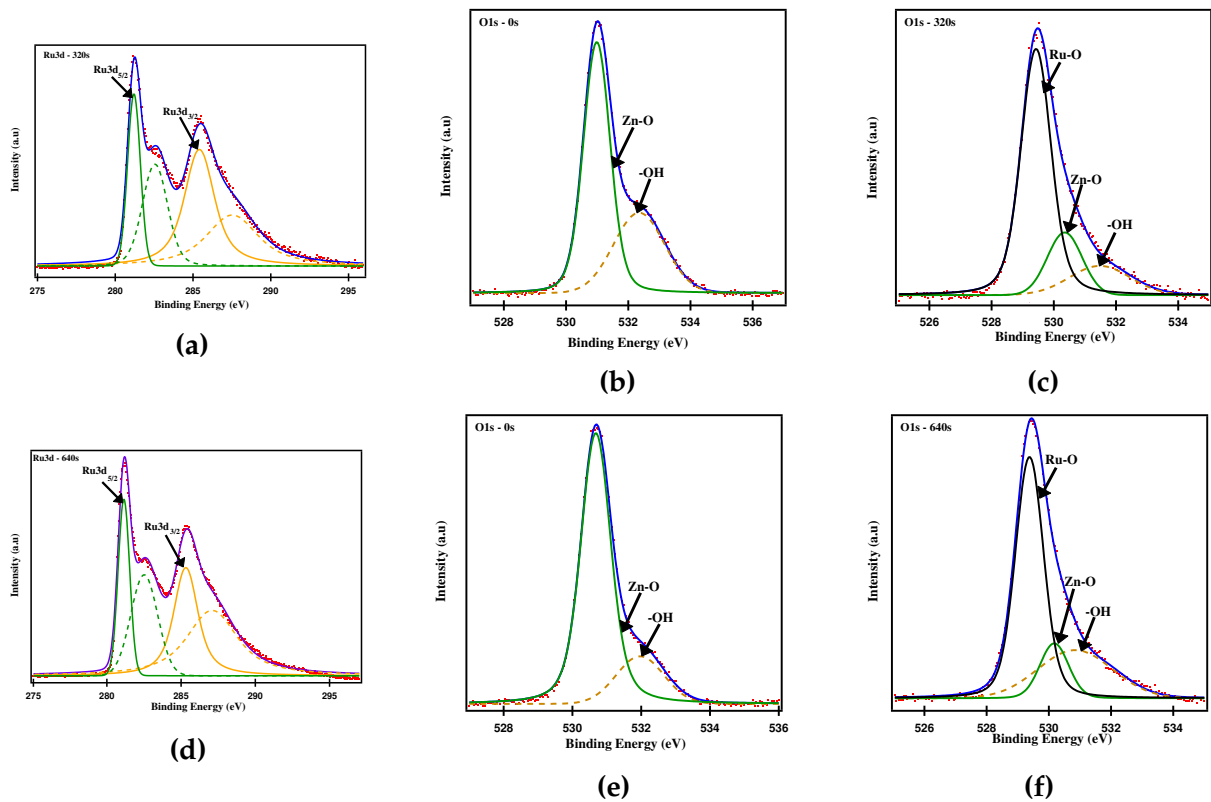 Ru3d - 320s
Ru3d5/2
Ru3d3/2
Intensity (a.u)
275 280 285 290 295
Binding Energy (eV)
(a)
O1s - 0s
Zn-O
-OH
Intensity (a.u)
528 530 532 534 536
Binding Energy (eV)
(b)
O1s - 320s
Ru-O
Zn-O
-OH
Intensity (a.u)
526 528 530 532 534
Binding Energy (eV)
(c)
Ru3d - 640s
Ru3d
5/2
Ru3d3/2
Intensity (a.u)
275 280 285 290 295
Binding Energy (eV)
(d)
O1s - 0s
Zn-O
-OH
Intensity (a.u)
528 530 532 534 536
Binding Energy (eV)
(e)
O1s - 640s
Ru-O
Zn-O
-OH
Intensity (a.u)
526 528 530 532 534
Binding Energy (eV)
(f)